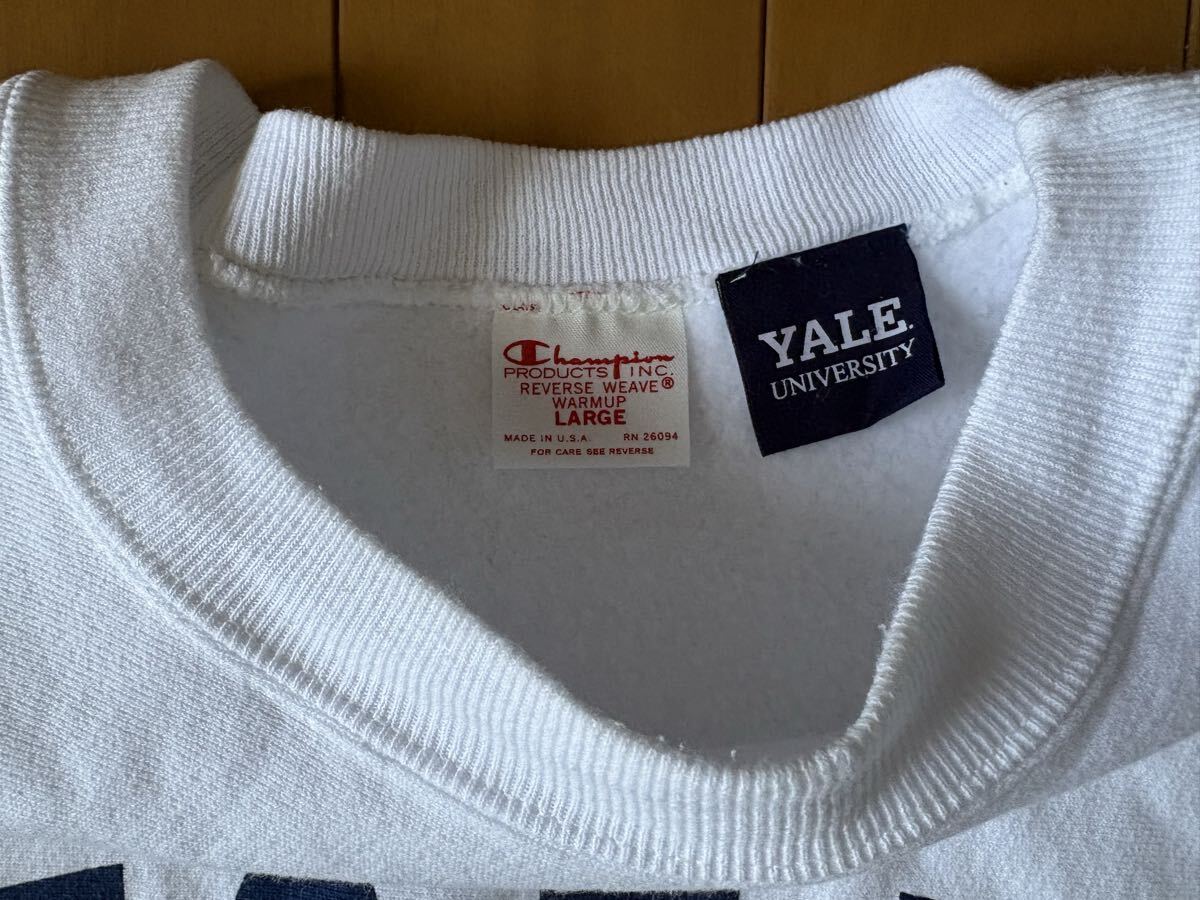 Champion
PRODUCTS INC.
REVERSE WEAVE®
WARMUP
LARGE
MADE IN U.S.A. RN 26094
FOR CARE SEE REVERSE
YALE.
UNIVERSITY